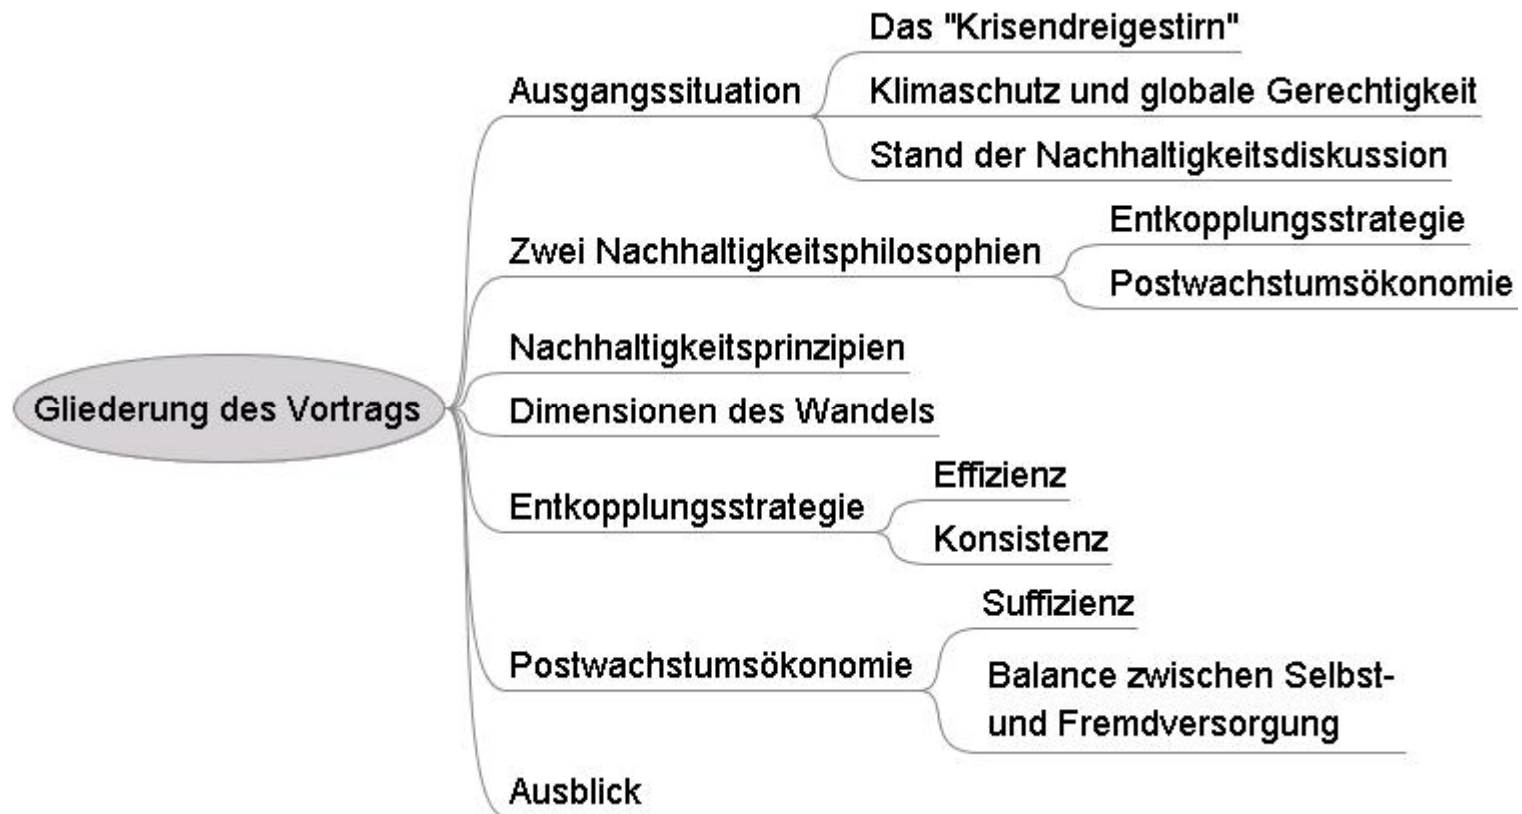 Gliederung des Vortrags
Ausgangssituation
Das "Krisendreigestirn"
Klimaschutz und globale Gerechtigkeit
Stand der Nachhaltigkeitsdiskussion
Zwei Nachhaltigkeitsphilosophien
Entkopplungsstrategie
Postwachstumsökonomie
Nachhaltigkeitsprinzipien
Dimensionen des Wandels
Entkopplungsstrategie
Effizienz
Konsistenz
Postwachstumsökonomie
Suffizienz
Balance zwischen Selbst-
und Fremdversorgung
Ausblick